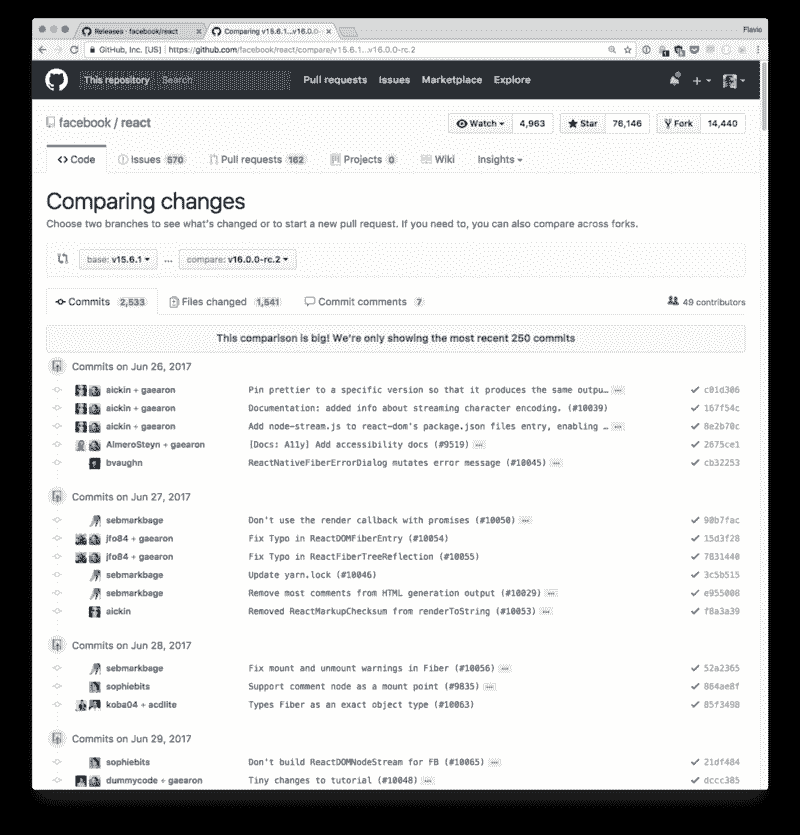 Releases · facebook/react
Comparing v15.6.1...v16.0.0-
Flavio
GitHub, Inc. [US] | https://github.com/facebook/react/compare/v15.6.1...v16.0.0-rc.2
This repository Search Pull requests Issues Marketplace Explore
facebook / react Watch 4,963 Star 76,146 Fork 14,440
Code Issues 570 Pull requests 162 Projects 0 Wiki Insights
Comparing changes
Choose two branches to see what's changed or to start a new pull request. If you need to, you can also compare across forks.
base: v15.6.1 ... compare: v16.0.0-rc.2
Commits 2,533 Files changed 1,541 Commit comments 7 49 contributors
This comparison is big! We're only showing the most recent 250 commits
Commits on Jun 26, 2017
aickin + gaearon Pin prettier to a specific version so that it produces the same outpu… … c01d306
aickin + gaearon Documentation: added info about streaming character encoding. (#10039) 167f54c
aickin + gaearon Add node-stream.js to react-dom's package.json files entry, enabling … … 8e2b70c
AlmeroSteyn + gaearon [Docs: A11y] Add accessibility docs (#9519) … 2675ce1
bvaughn ReactNativeFiberErrorDialog mutates error message (#10045) … cb32253
Commits on Jun 27, 2017
sebmarkbage Don't use the render callback with promises (#10050) … 90b7fac
jfo84 + gaearon Fix Typo in ReactDOMFiberEntry (#10054) 15d3f28
jfo84 + gaearon Fix Typo in ReactFiberTreeReflection (#10055) 7831440
sebmarkbage Update yarn.lock (#10046) 3c5b515
sebmarkbage Remove most comments from HTML generation output (#10029) … e955008
aickin Removed ReactMarkupChecksum from renderToString (#10053) … f8a3a39
Commits on Jun 28, 2017
sebmarkbage Fix mount and unmount warnings in Fiber (#10056) … 52a2365
sophiebits Support comment node as a mount point (#9835) … 864ae8f
koba04 + acdlite Types Fiber as an exact object type (#10063) 85f3498
Commits on Jun 29, 2017
sophiebits Don't build ReactDOMNodeStream for FB (#10065) … 21df484
dummycode + gaearon Tiny changes to tutorial (#10048) … dccc385